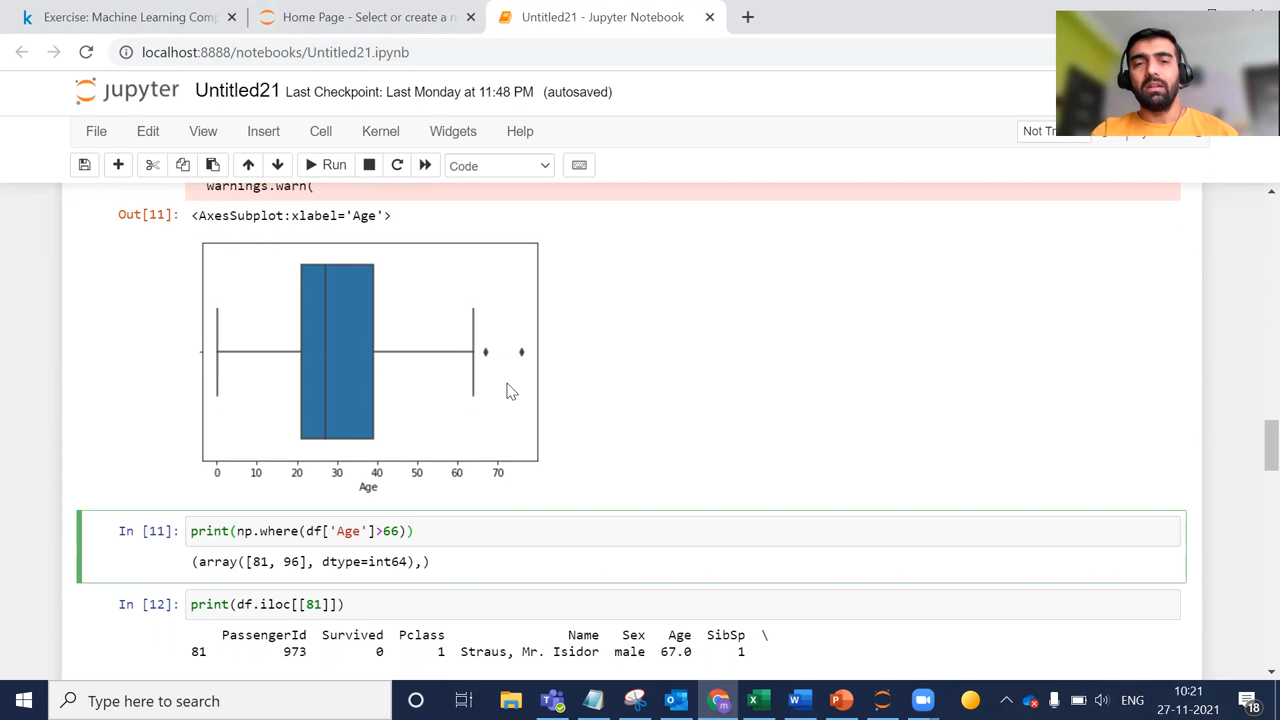 k Exercise: Machine Learning Com
Home Page - Select or create a n
Untitled21 - Jupyter Notebook
localhost:8888/notebooks/Untitled21.ipynb
jupyter Untitled21 Last Checkpoint: Last Monday at 11:48 PM (autosaved)
File Edit View Insert Cell Kernel Widgets Help
Not Tr
Run
Code
warnings.warn(
Out[11]: <AxesSubplot:xlabel='Age'>
0 10 20 30 40 50 60 70
Age
In [11]: print(np.where(df['Age']>66))
(array([81, 96], dtype=int64),)
In [12]: print(df.iloc[[81]])
PassengerId Survived Pclass Name Sex Age SibSp \
81 973 0 1 Straus, Mr. Isidor male 67.0 1
Type here to search
ENG
10:21
27-11-2021
18